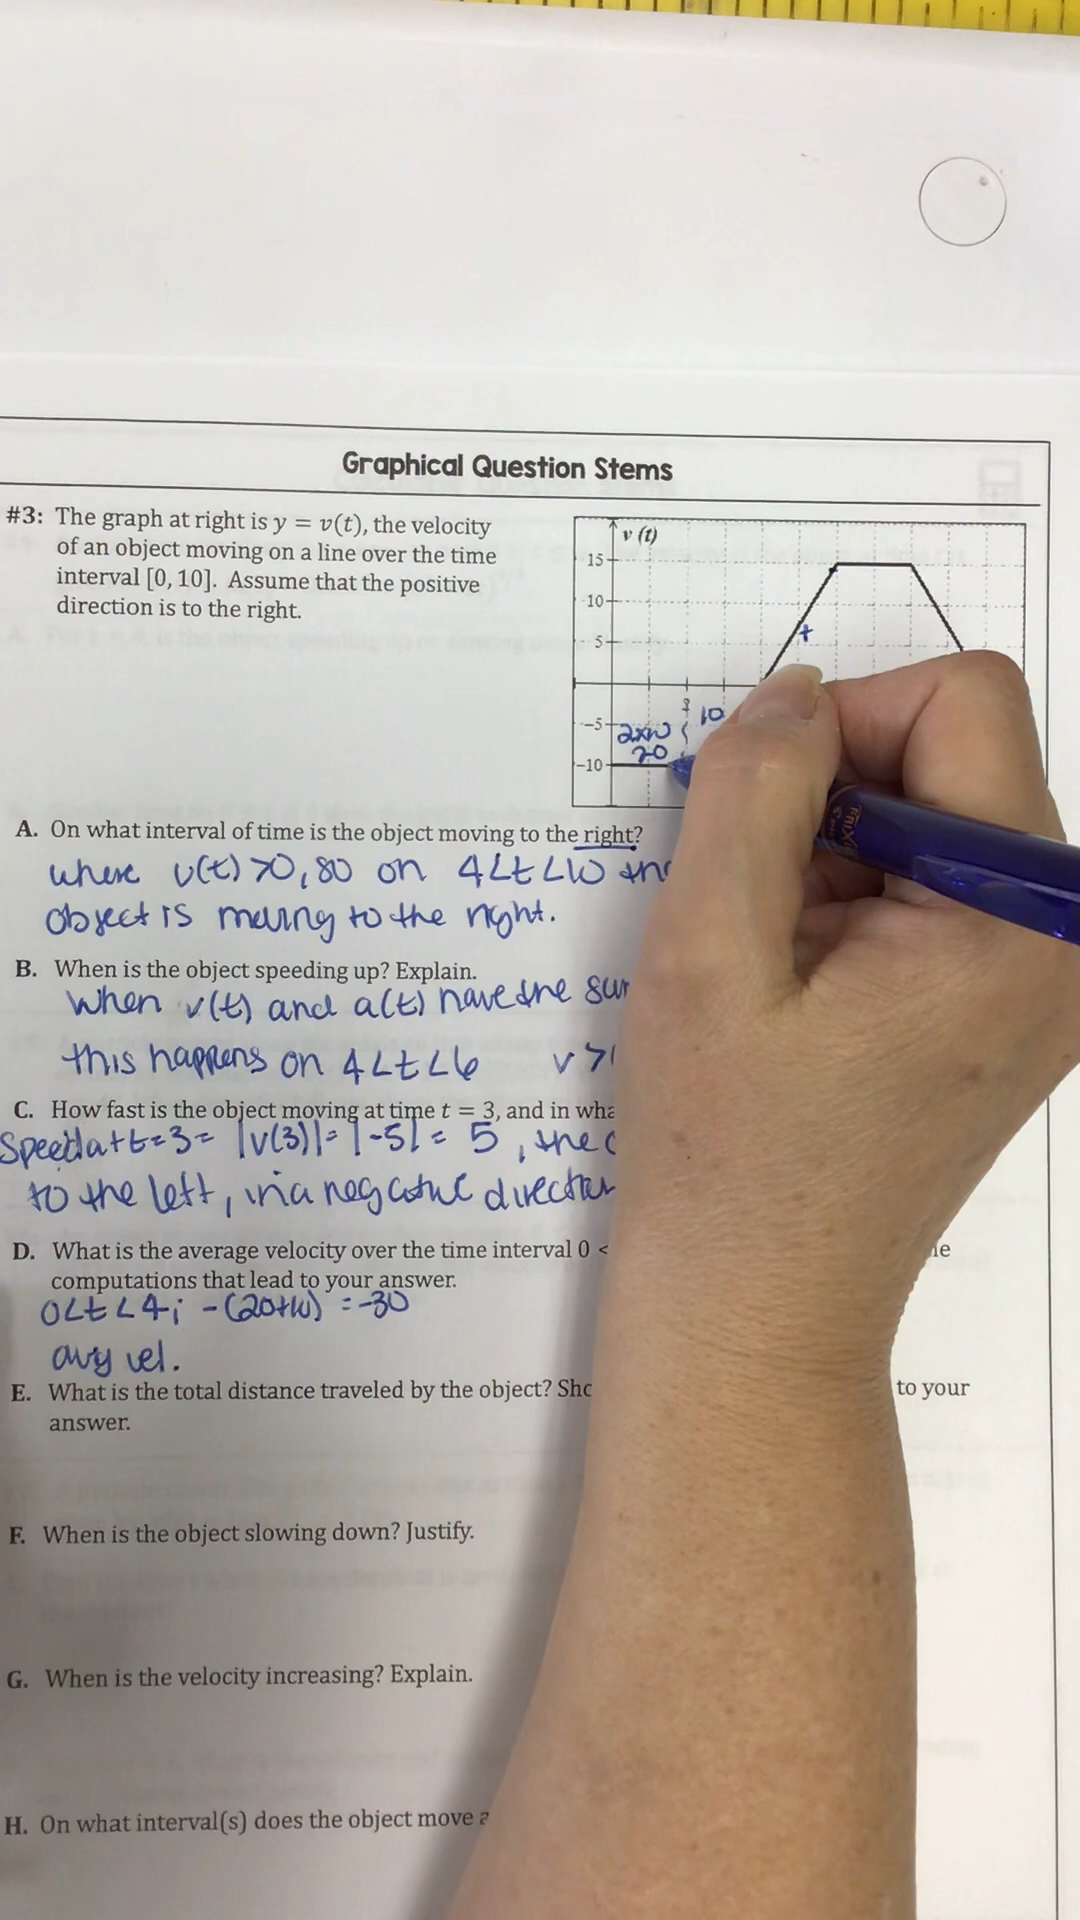 Graphical Question Stems
#3: The graph at right is y = v(t), the velocity
of an object moving on a line over the time
interval [0, 10]. Assume that the positive
direction is to the right.
v (t)
15
10
5
-5
-10
+
2x10
20
10
A. On what interval of time is the object moving to the right?
where v(t) >0, so on 4<t<10 the
object is moving to the right.
B. When is the object speeding up? Explain.
When v(t) and a(t) have the
this happens on 4<t<6 v >
C. How fast is the object moving at time t = 3, and in
Speed at t=3 = |v(3)| = |-5| = 5, the
to the left, in a negative direction
D. What is the average velocity over the time interval 0 <
computations that lead to your answer.
0<t<4; -(20+10) = -30
avg vel.
E. What is the total distance traveled by the object? to your
answer.
F. When is the object slowing down? Justify.
G. When is the velocity increasing? Explain.
H. On what interval(s) does the object move